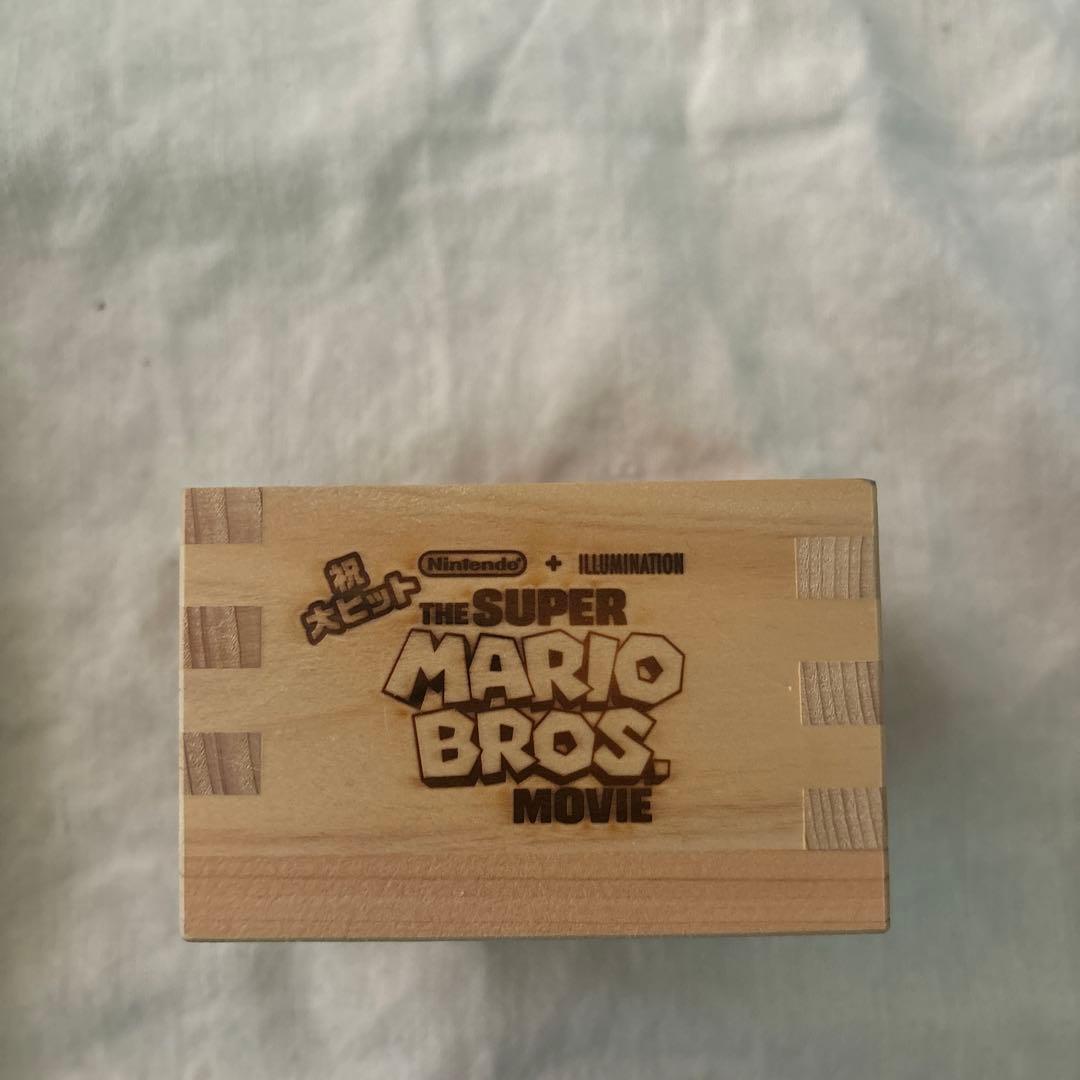 祝
大ヒット
Nintendo + ILLUMINATION
THE SUPER
MARIO
BROS.
MOVIE